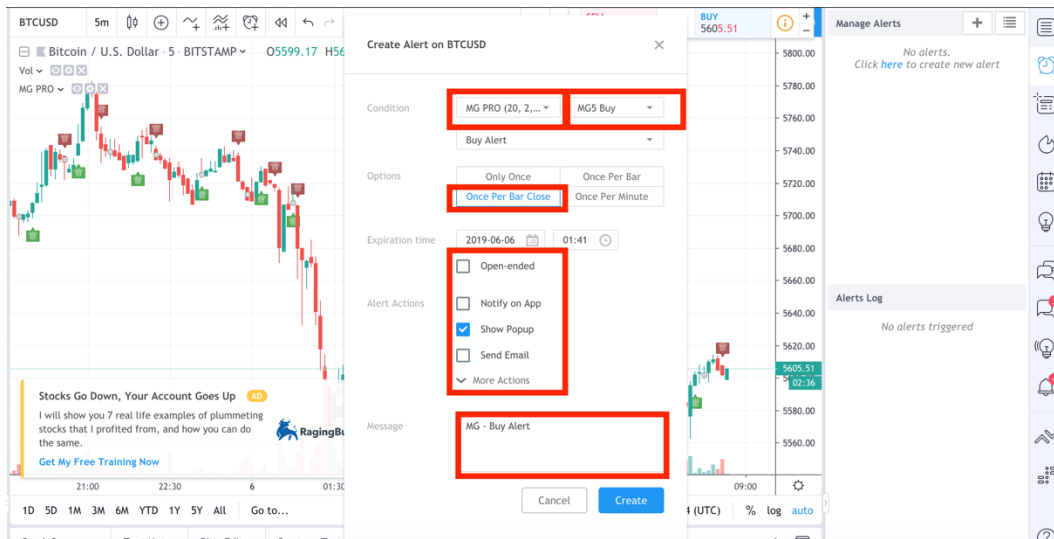 BTCUSD 5m
Bitcoin / U.S. Dollar · 5 · BITSTAMP O5599.17 H56
Vol
MG PRO
Stocks Go Down, Your Account Goes Up AD
I will show you 7 real life examples of plummeting
stocks that I profited from, and how you can do
the same.
Get My Free Training Now
RagingBu
21:00 22:30 6 01:30
1D 5D 1M 3M 6M YTD 1Y 5Y All Go to...
Create Alert on BTCUSD
Condition MG PRO (20, 2,... MG5 Buy
Buy Alert
Options Only Once Once Per Bar
Once Per Bar Close Once Per Minute
Expiration time 2019-06-06 01:41
Open-ended
Alert Actions Notify on App
Show Popup
Send Email
More Actions
Message MG - Buy Alert
Cancel Create
BUY
5605.51
5800.00
5780.00
5760.00
5740.00
5720.00
5700.00
5680.00
5660.00
5640.00
5620.00
5605.51
02:36
5580.00
5560.00
09:00
(UTC) % log auto
Manage Alerts
No alerts.
Click here to create new alert
Alerts Log
No alerts triggered